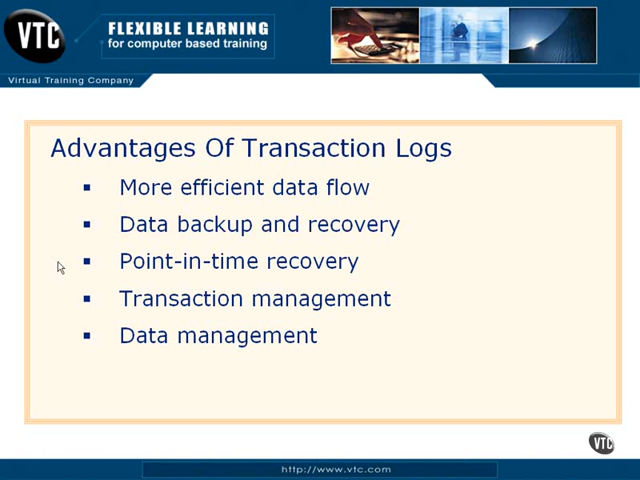 VTC
FLEXIBLE LEARNING
for computer based training
Virtual Training Company
Advantages Of Transaction Logs
▪ More efficient data flow
▪ Data backup and recovery
▪ Point-in-time recovery
▪ Transaction management
▪ Data management
VTC
http://www.vtc.com